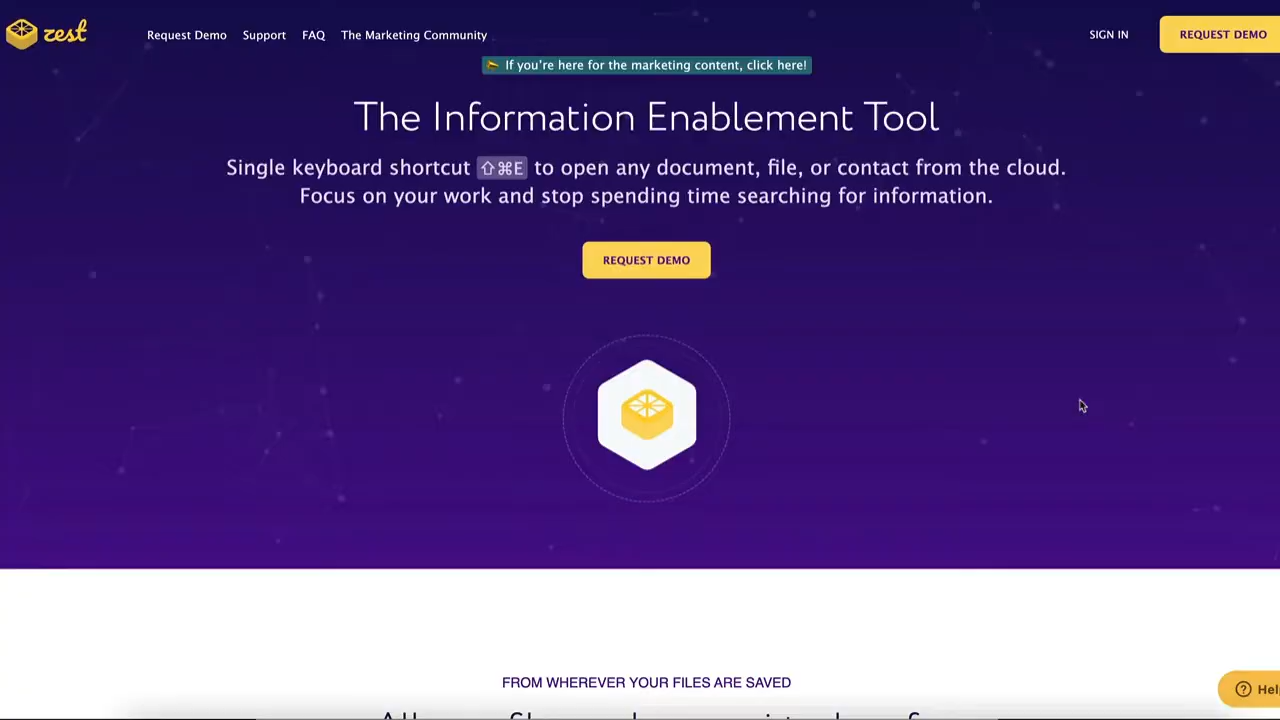 zest
Request Demo
Support
FAQ
The Marketing Community
SIGN IN
REQUEST DEMO
If you're here for the marketing content, click here!
The Information Enablement Tool
Single keyboard shortcut ⇧⌘E to open any document, file, or contact from the cloud.
Focus on your work and stop spending time searching for information.
REQUEST DEMO
FROM WHEREVER YOUR FILES ARE SAVED